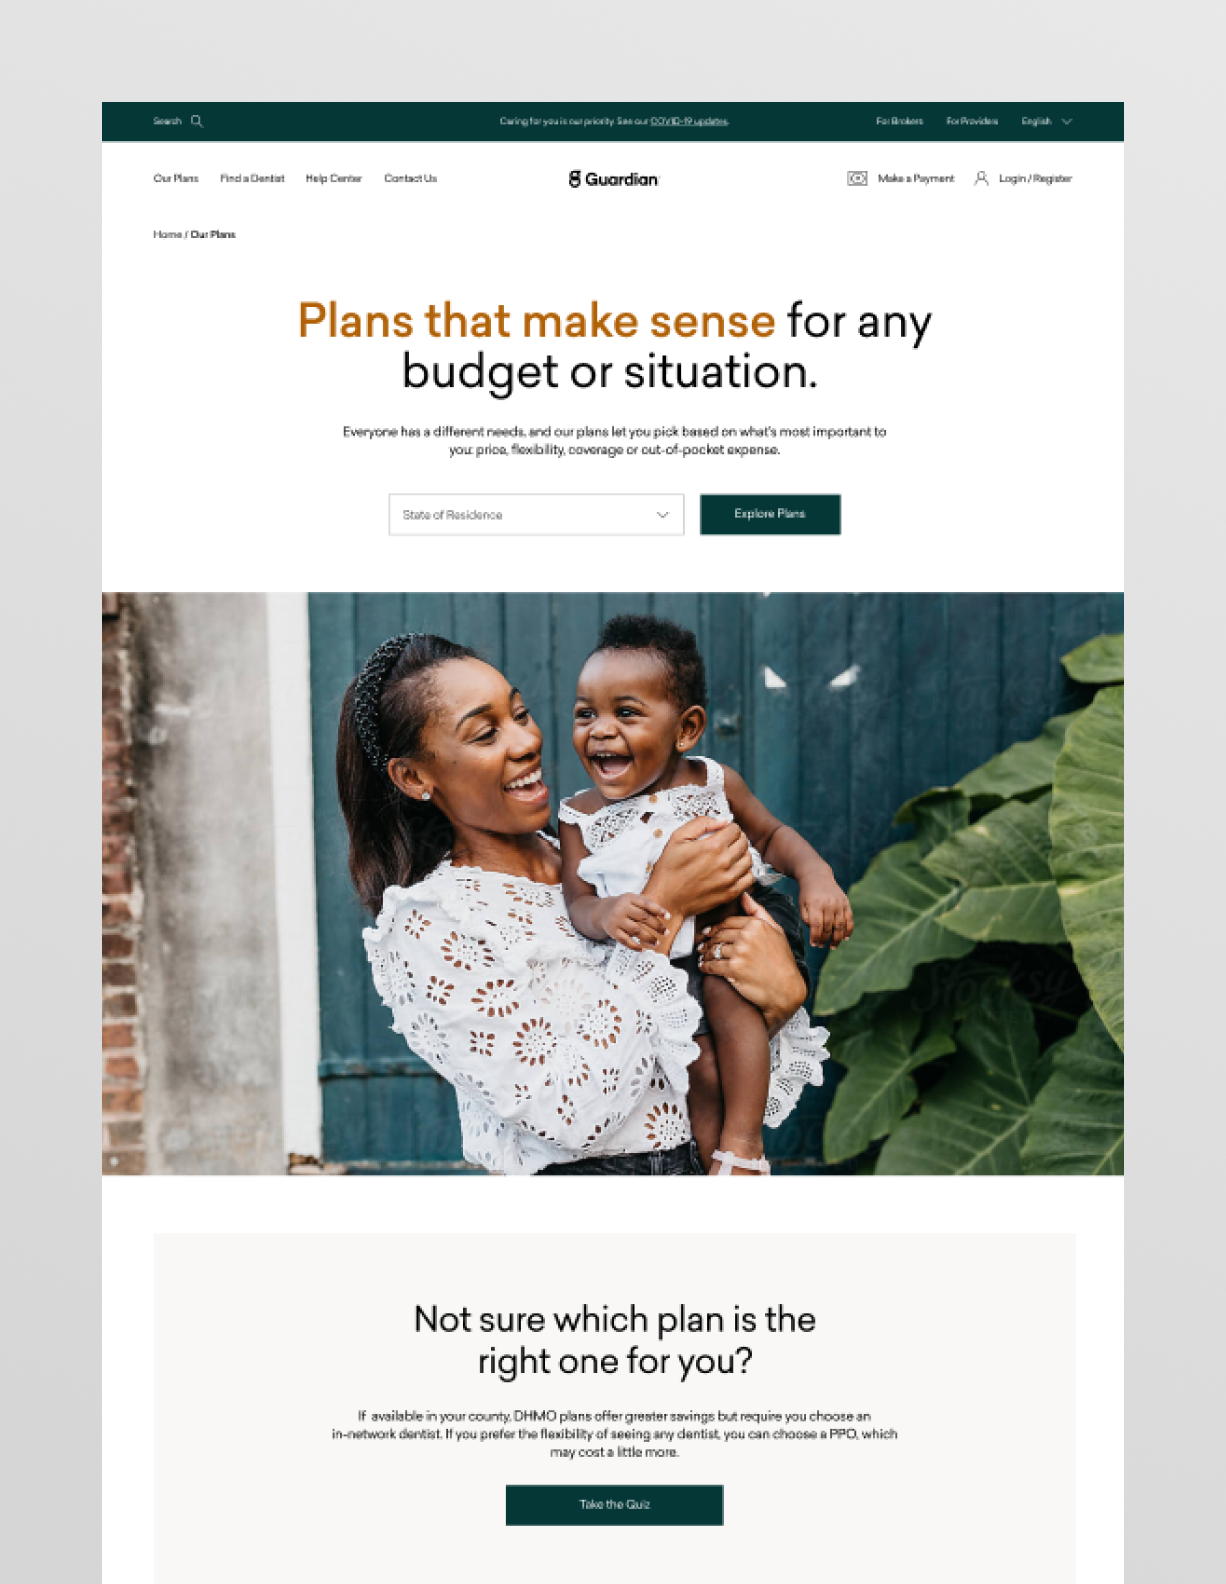 Search
Caring for you is our priority. See our COVID-19 updates.
For Brokers
For Providers
English
Our Plans
Find a Dentist
Help Center
Contact Us
Guardian
Make a Payment
Login / Register
Home / Our Plans
Plans that make sense for any
budget or situation.
Everyone has a different needs, and our plans let you pick based on what's most important to
you: price, flexibility, coverage or out-of-pocket expense.
State of Residence
Explore Plans
Stocksy
Not sure which plan is the
right one for you?
If available in your county, DHMO plans offer greater savings but require you choose an
in-network dentist. If you prefer the flexibility of seeing any dentist, you can choose a PPO, which
may cost a little more.
Take the Quiz